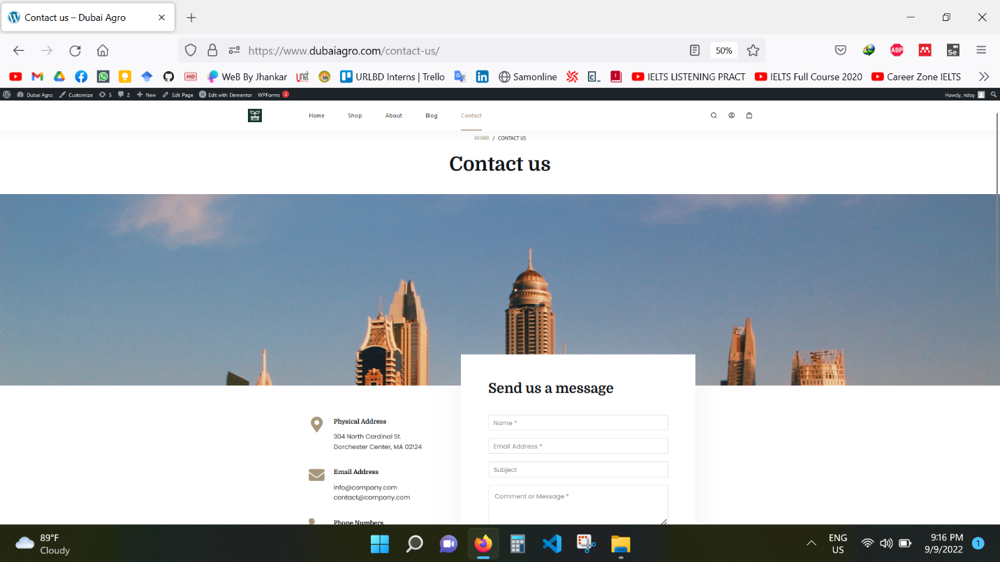 Contact us – Dubai Agro
https://www.dubaiagro.com/contact-us/
50%
ABP
Se
HD
WeB By Jhankar
URLBD Interns | Trello
Samonline
IELTS LISTENING PRACT
IELTS Full Course 2020
Career Zone IELTS
Dubai Agro
Customize
5
2
New
Edit Page
Edit with Elementor
WPForms 2
Howdy, riday
Home
Shop
About
Blog
Contact
HOME / CONTACT US
Contact us
Send us a message
Name *
Email Address *
Subject
Comment or Message *
Physical Address
304 North Cardinal St.
Dorchester Center, MA 02124
Email Address
info@company.com
contact@company.com
Phone Numbers
89°F
Cloudy
ENG
US
9:16 PM
9/9/2022
1